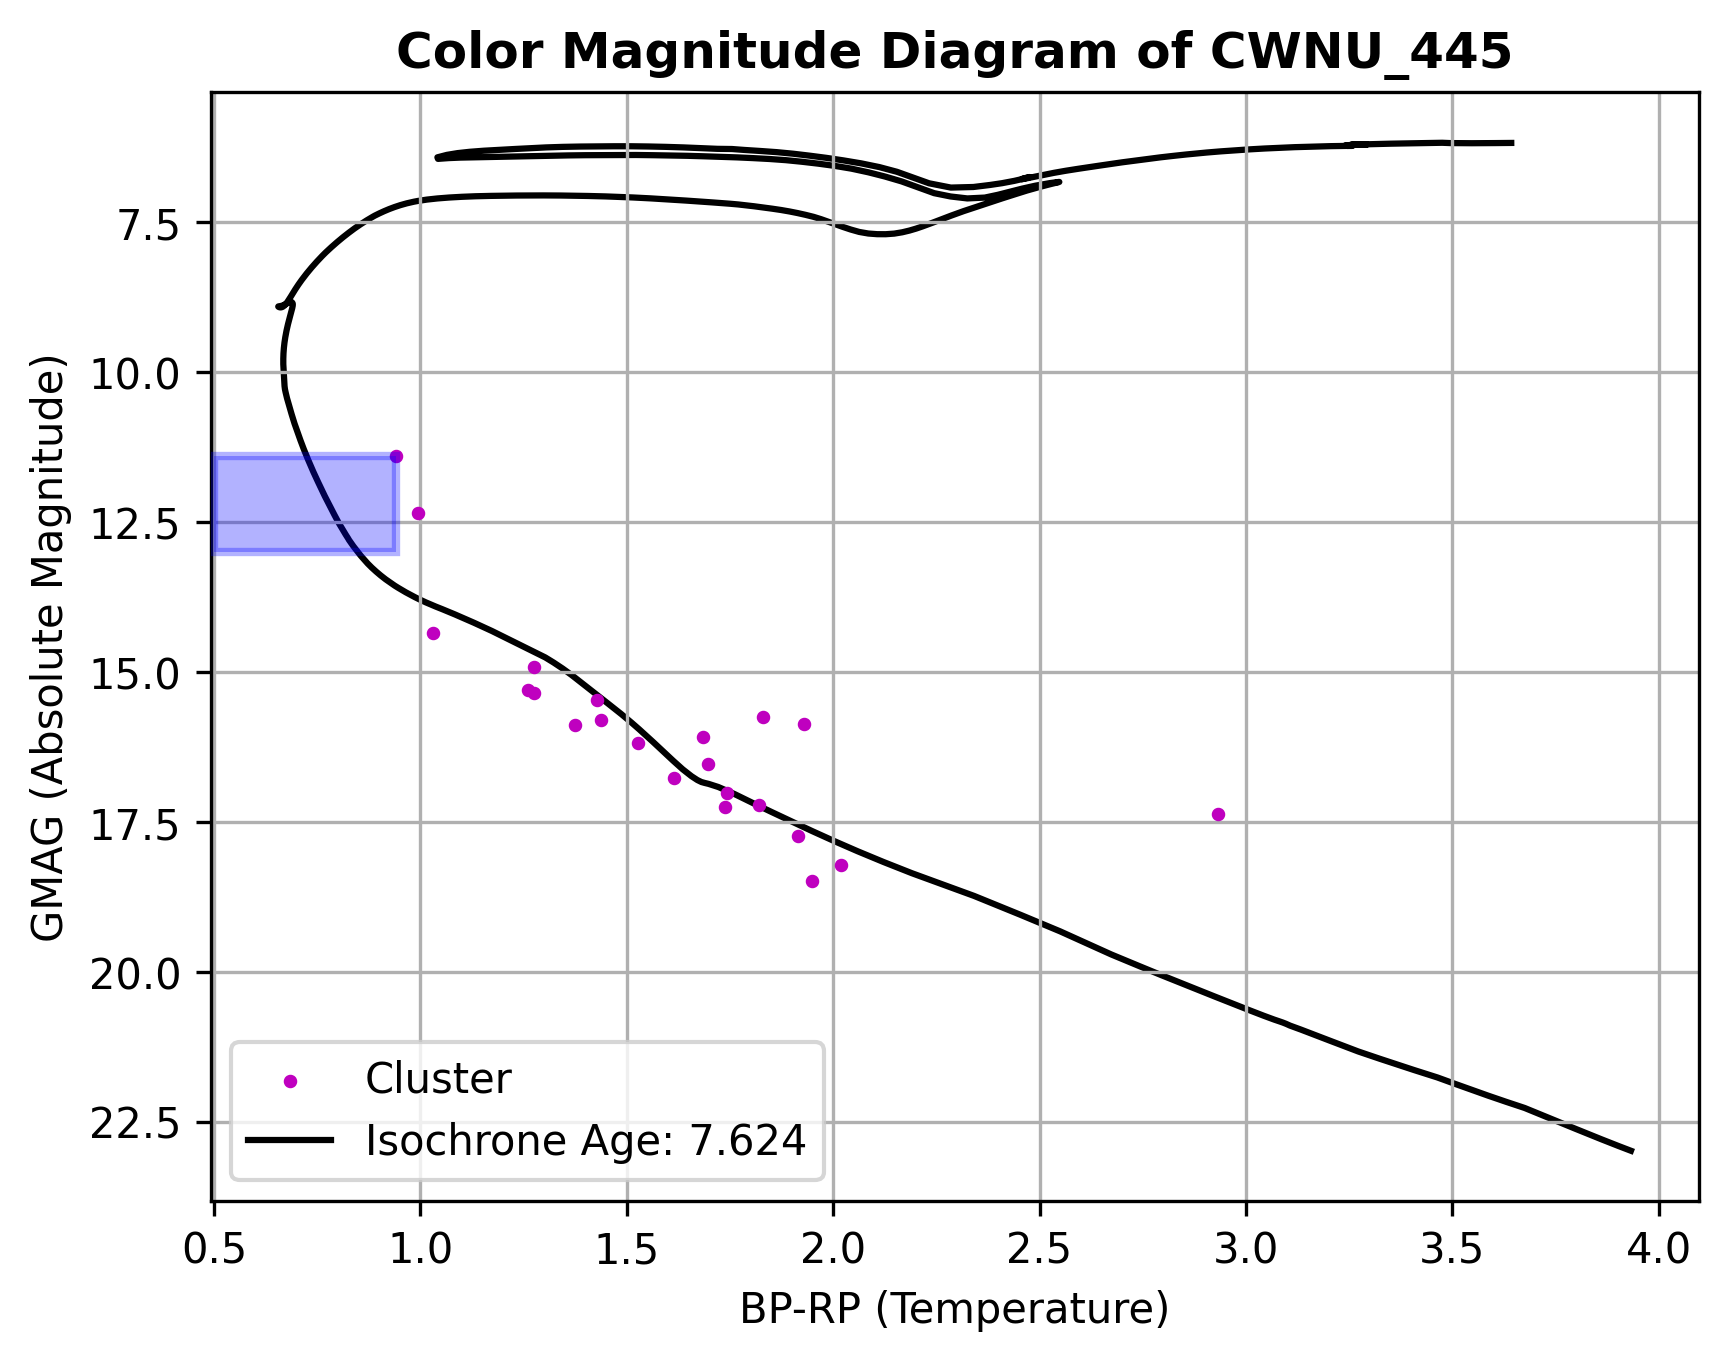 Color Magnitude Diagram of CWNU_445
GMAG (Absolute Magnitude)
7.5
10.0
12.5
15.0
17.5
20.0
22.5
Cluster
Isochrone Age: 7.624
0.5 1.0 1.5 2.0 2.5 3.0 3.5 4.0
BP-RP (Temperature)